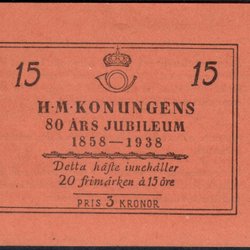 15 15
H·M·KONUNGENS
80 ÅRS JUBILEUM
1858—1938
Detta häfte innehåller
20 frimärken à 15 öre
PRIS 3 KRONOR